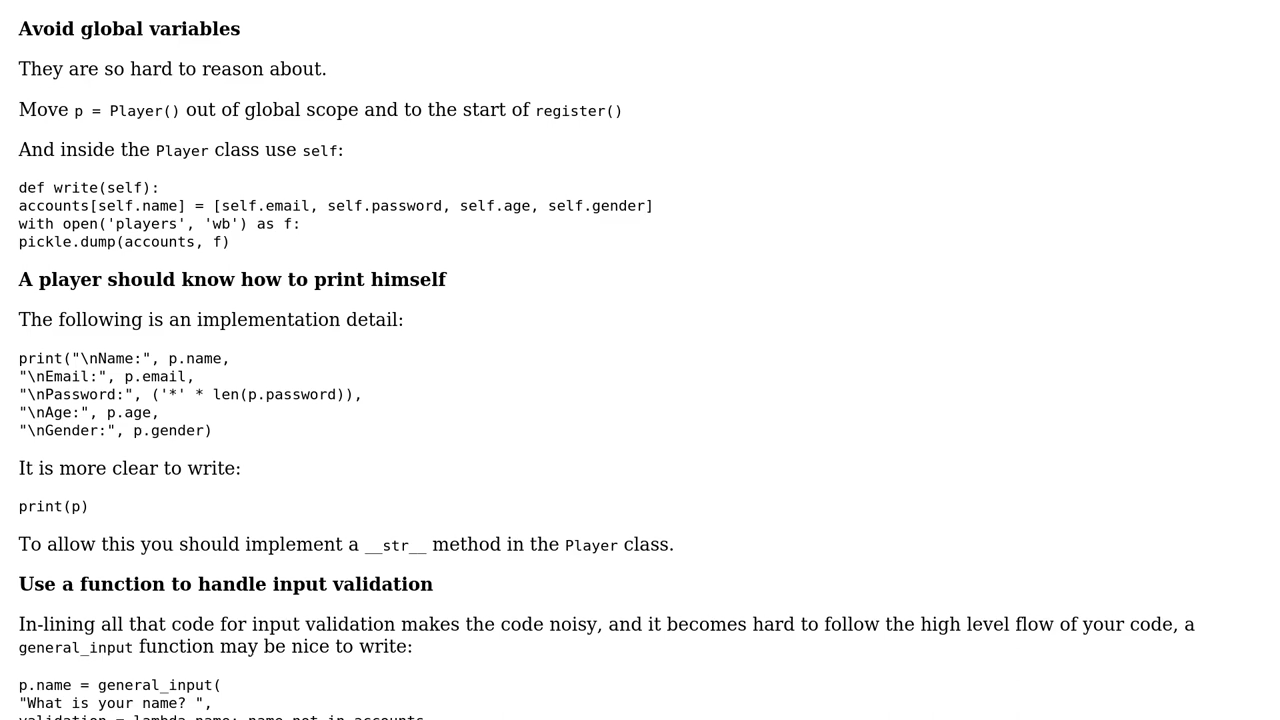 Avoid global variables
They are so hard to reason about.
Move p = Player() out of global scope and to the start of register()
And inside the Player class use self:
def write(self):
accounts[self.name] = [self.email, self.password, self.age, self.gender]
with open('players', 'wb') as f:
pickle.dump(accounts, f)
A player should know how to print himself
The following is an implementation detail:
print("\nName:", p.name,
"\nEmail:", p.email,
"\nPassword:", ('*' * len(p.password)),
"\nAge:", p.age,
"\nGender:", p.gender)
It is more clear to write:
print(p)
To allow this you should implement a __str__ method in the Player class.
Use a function to handle input validation
In-lining all that code for input validation makes the code noisy, and it becomes hard to follow the high level flow of your code, a
general_input function may be nice to write:
p.name = general_input(
"What is your name? ",
validation = lambda name: name not in accounts